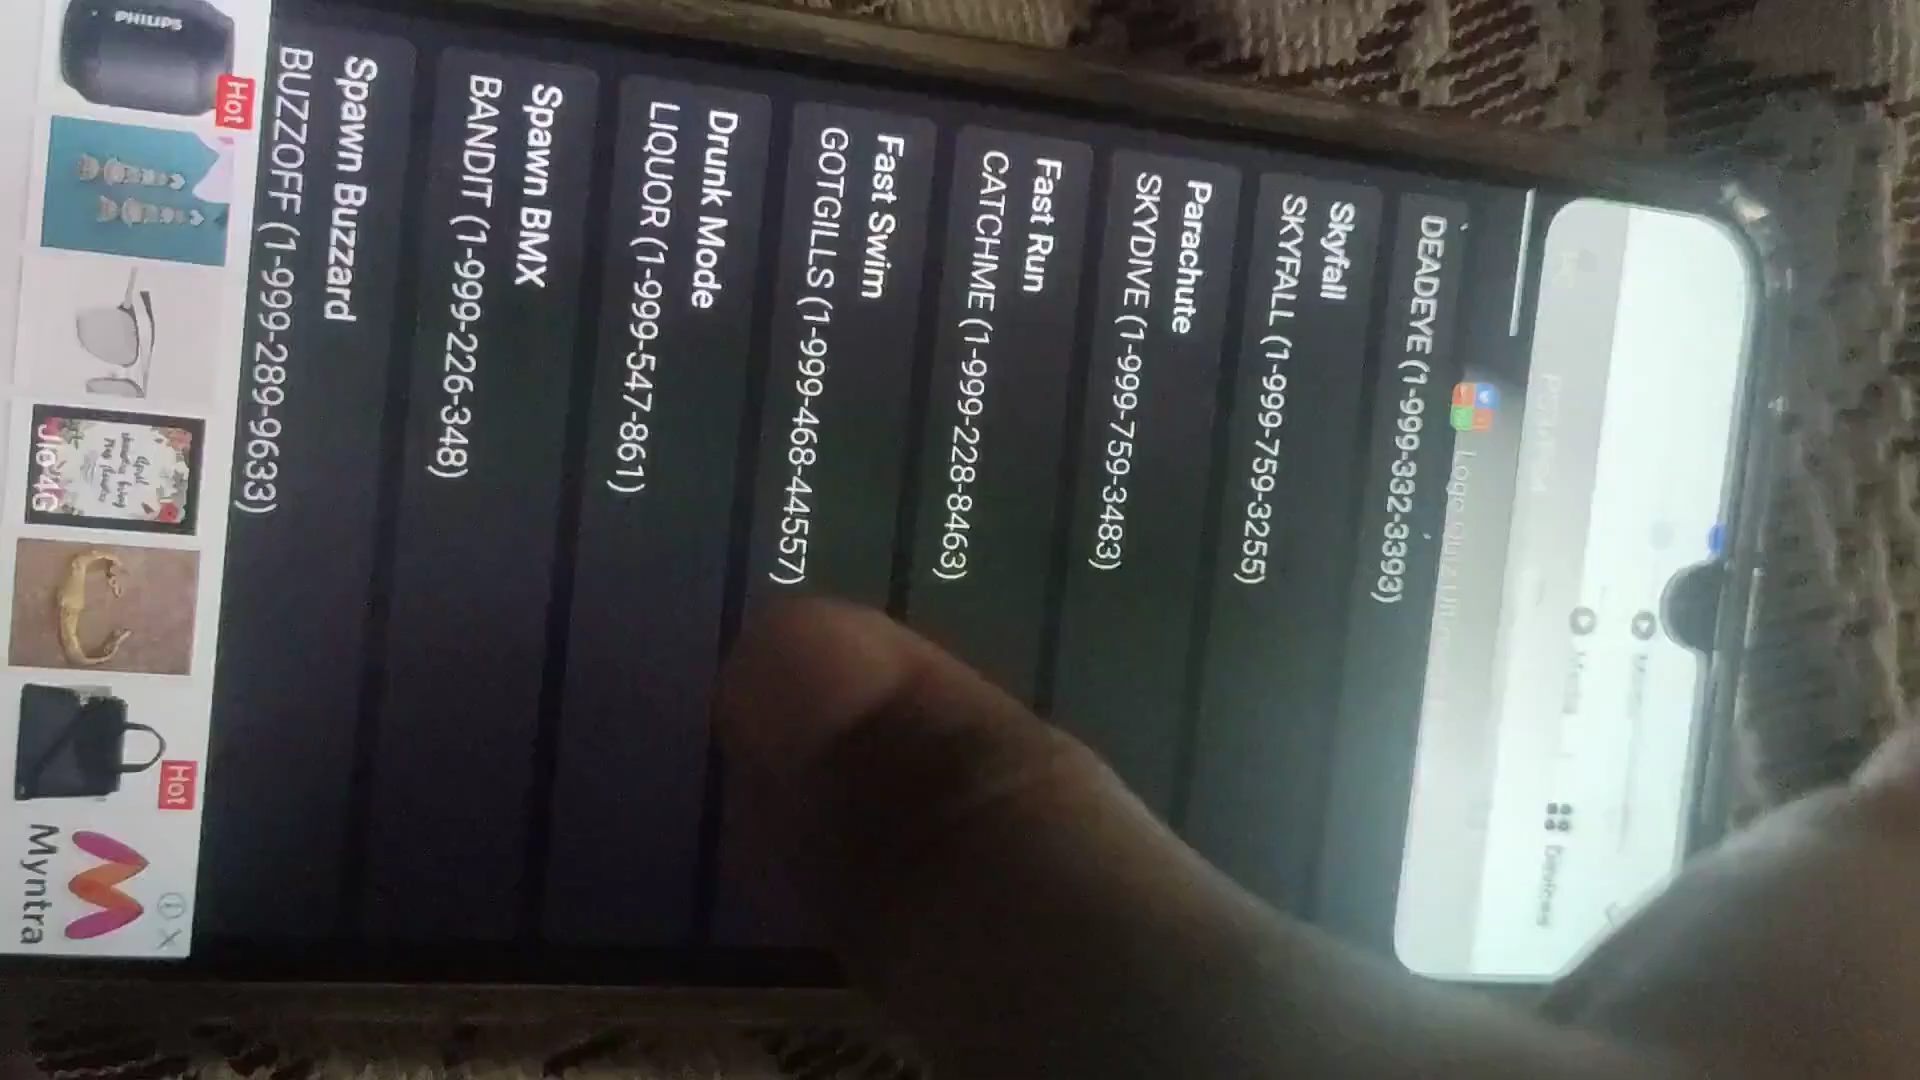 Devices
DEADEYE (1-999-332-3393)
Skyfall
SKYFALL (1-999-759-3255)
Parachute
SKYDIVE (1-999-759-3483)
Fast Run
CATCHME (1-999-228-8463)
Fast Swim
GOTGILLS (1-999-468-44557)
Drunk Mode
LIQUOR (1-999-547-861)
Spawn BMX
BANDIT (1-999-226-348)
Spawn Buzzard
BUZZOFF (1-999-289-9633)
PHILIPS
Hot
Jio 4G
Hot
Myntra